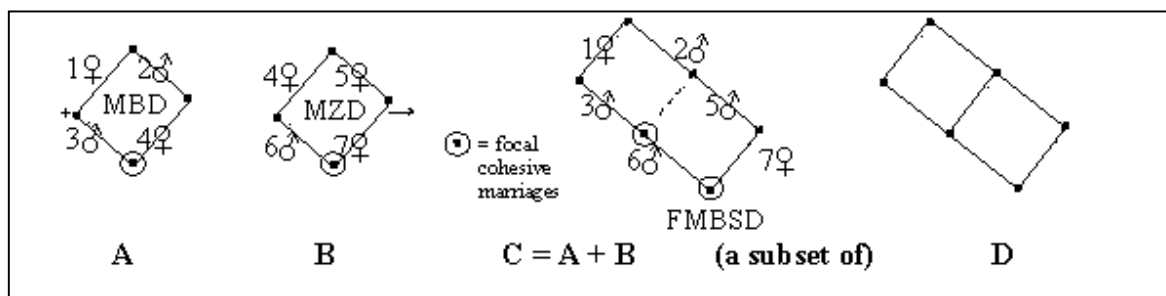 1♀ 2♂
MBD
3♂ 4♀
4♀ 5♀
MZD
6♂ 7♀
1♀ 2♂
3♂ 5♂
6♂ 7♀
= focal
cohesive
marriages
FMBSD
A B C = A + B (a subset of) D